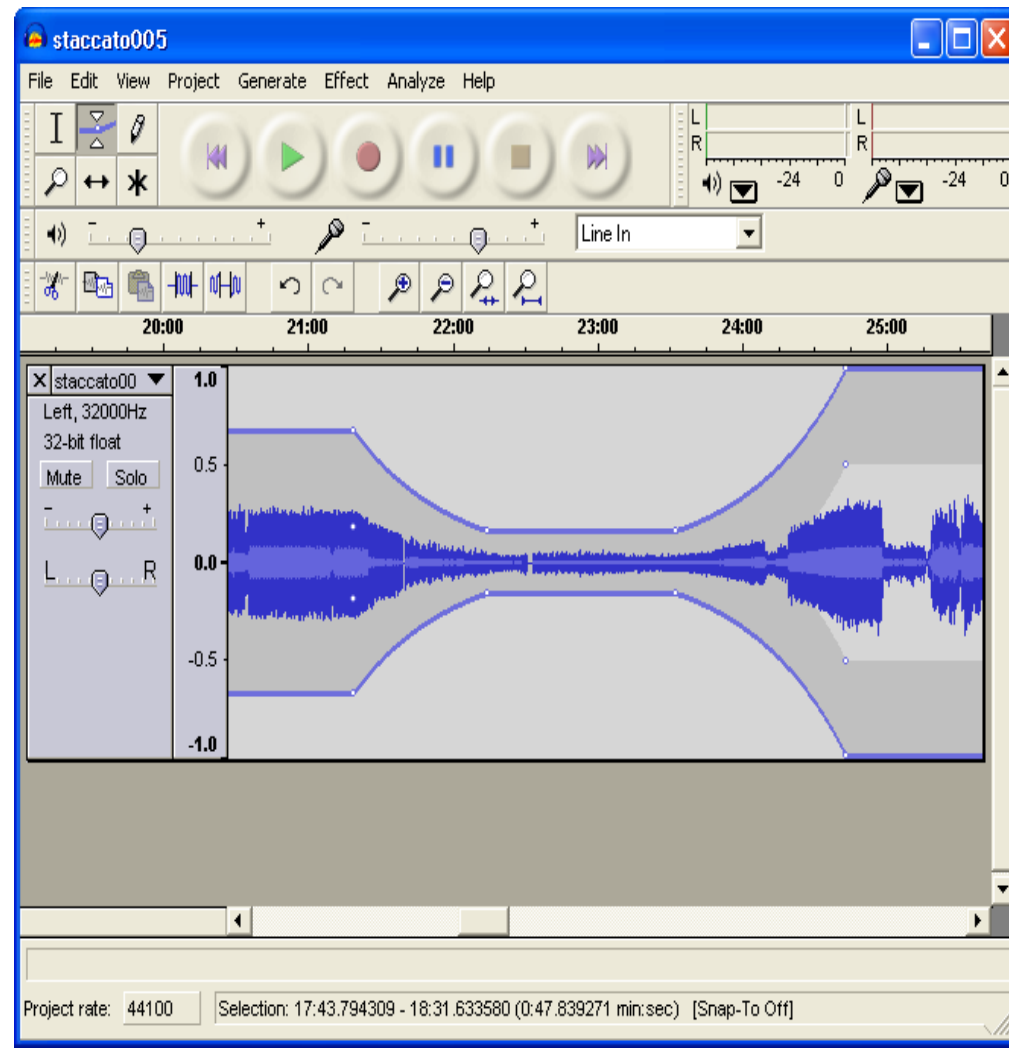 staccato005
File Edit View Project Generate Effect Analyze Help
L L
R R
-24 0 -24 0
- + - + Line In
20:00 21:00 22:00 23:00 24:00 25:00
X staccato00 1.0
Left, 32000Hz
32-bit float
Mute Solo 0.5
- +
L R 0.0
-0.5
-1.0
Project rate: 44100 Selection: 17:43.794309 - 18:31.633580 (0:47.839271 min:sec) [Snap-To Off]